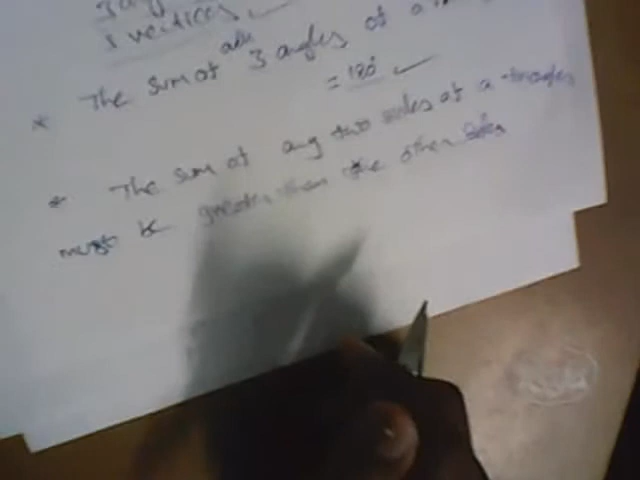 3 vertices
* The sum of all 3 angles of a
= 180°
* The sum of any two sides of a triangles
must be greater than the other side